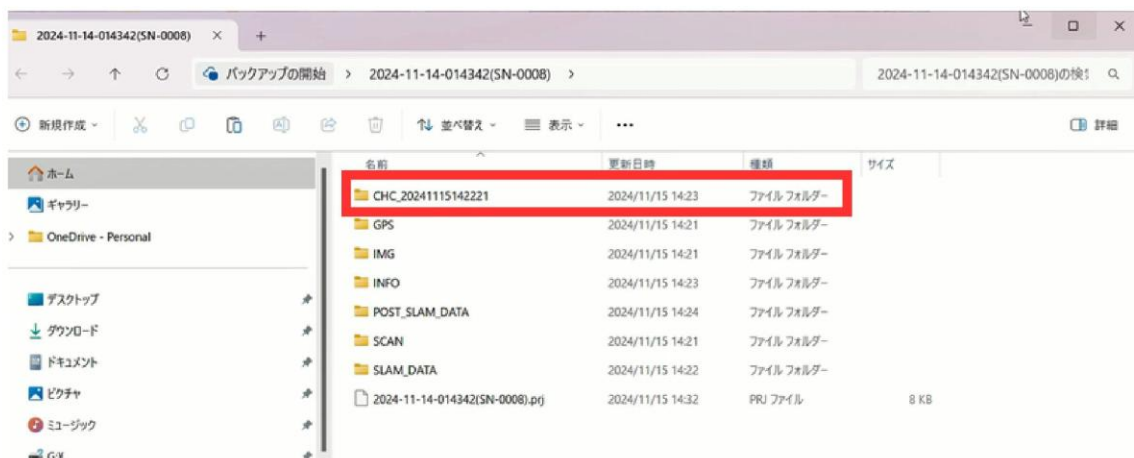 2024-11-14-014342(SN-0008)
バックアップの開始 > 2024-11-14-014342(SN-0008) >
2024-11-14-014342(SN-0008)の検
新規作成
並べ替え
表示
詳細
ホーム
ギャラリー
OneDrive - Personal
デスクトップ
ダウンロード
ドキュメント
ピクチャ
ミュージック
名前 更新日時 種類 サイズ
CHC_20241115142221 2024/11/15 14:23 ファイル フォルダー
GPS 2024/11/15 14:21 ファイル フォルダー
IMG 2024/11/15 14:21 ファイル フォルダー
INFO 2024/11/15 14:23 ファイル フォルダー
POST_SLAM_DATA 2024/11/15 14:24 ファイル フォルダー
SCAN 2024/11/15 14:21 ファイル フォルダー
SLAM_DATA 2024/11/15 14:22 ファイル フォルダー
2024-11-14-014342(SN-0008).prj 2024/11/15 14:32 PRJ ファイル 8 KB